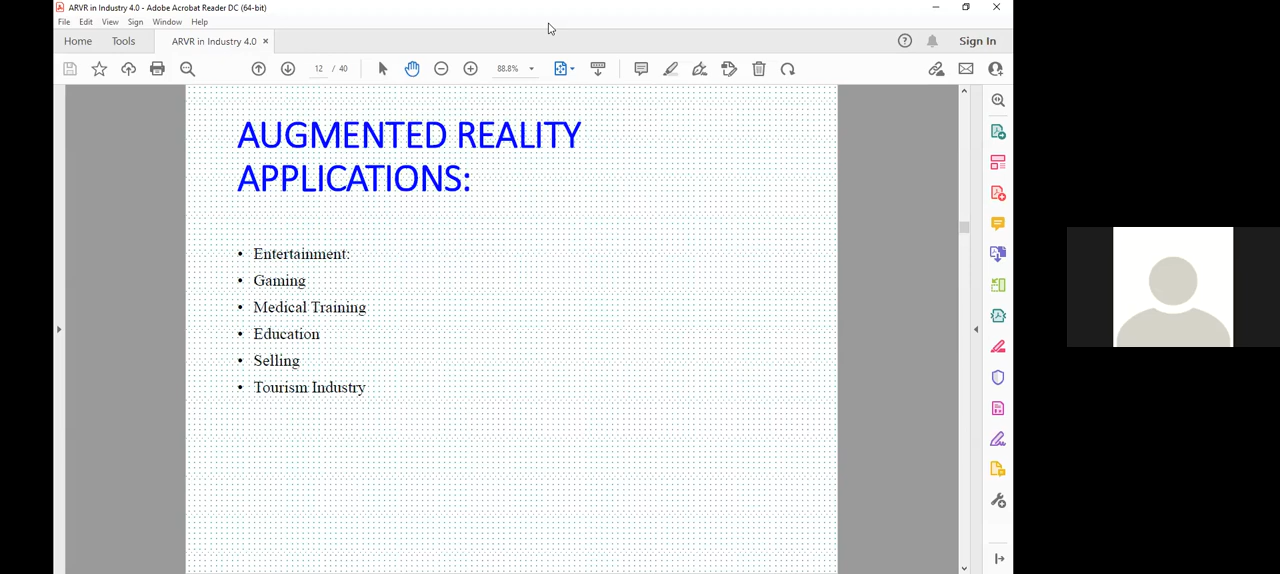 ARVR in Industry 4.0 - Adobe Acrobat Reader DC (64-bit)
File Edit View Sign Window Help
Home Tools ARVR in Industry 4.0 × Sign In
12 / 40 88.8%
AUGMENTED REALITY
APPLICATIONS:
• Entertainment:
• Gaming
• Medical Training
• Education
• Selling
• Tourism Industry